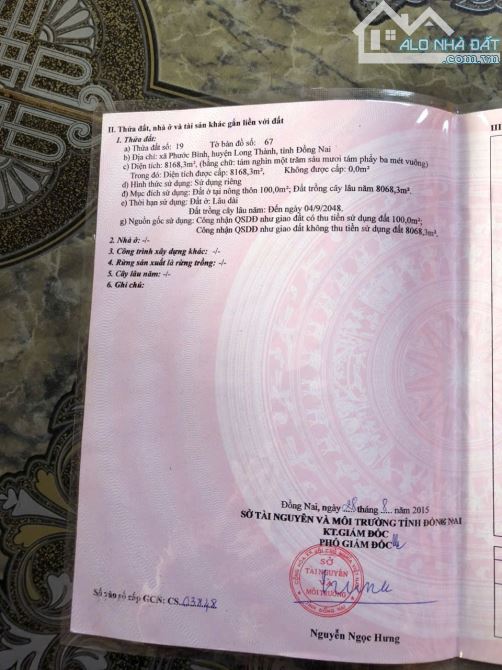 ALO NHÀ ĐẤT
.com.vn
II. Thửa đất, nhà ở và tài sản khác gắn liền với đất
III
1. Thửa đất:
a) Thửa đất số: 19 Tờ bản đồ số: 67
b) Địa chỉ: xã Phước Bình, huyện Long Thành, tỉnh Đồng Nai
c) Diện tích: 8168,3m², (bằng chữ: tám nghìn một trăm sáu mươi tám phẩy ba mét vuông)
Trong đó: Diện tích được cấp: 8168,3m²; Không được cấp: 0,0m²
d) Hình thức sử dụng: Sử dụng riêng
đ) Mục đích sử dụng: Đất ở tại nông thôn 100,0m²; Đất trồng cây lâu năm 8068,3m².
e) Thời hạn sử dụng: Đất ở: Lâu dài
Đất trồng cây lâu năm: Đến ngày 04/9/2048.
g) Nguồn gốc sử dụng: Công nhận QSDĐ như giao đất có thu tiền sử dụng đất 100,0m²;
Công nhận QSDĐ như giao đất không thu tiền sử dụng đất 8068,3m².
2. Nhà ở: -/-
3. Công trình xây dựng khác: -/-
4. Rừng sản xuất là rừng trồng: -/-
5. Cây lâu năm: -/-
6. Ghi chú:
Đồng Nai, ngày 28 tháng 8 năm 2015
SỞ TÀI NGUYÊN VÀ MÔI TRƯỜNG TỈNH ĐỒNG NAI
KT.GIÁM ĐỐC
PHÓ GIÁM ĐỐC
SỞ
TÀI NGUYÊN
VÀ
MÔI TRƯỜNG
Số vào sổ cấp GCN: CS.03848
Nguyễn Ngọc Hưng